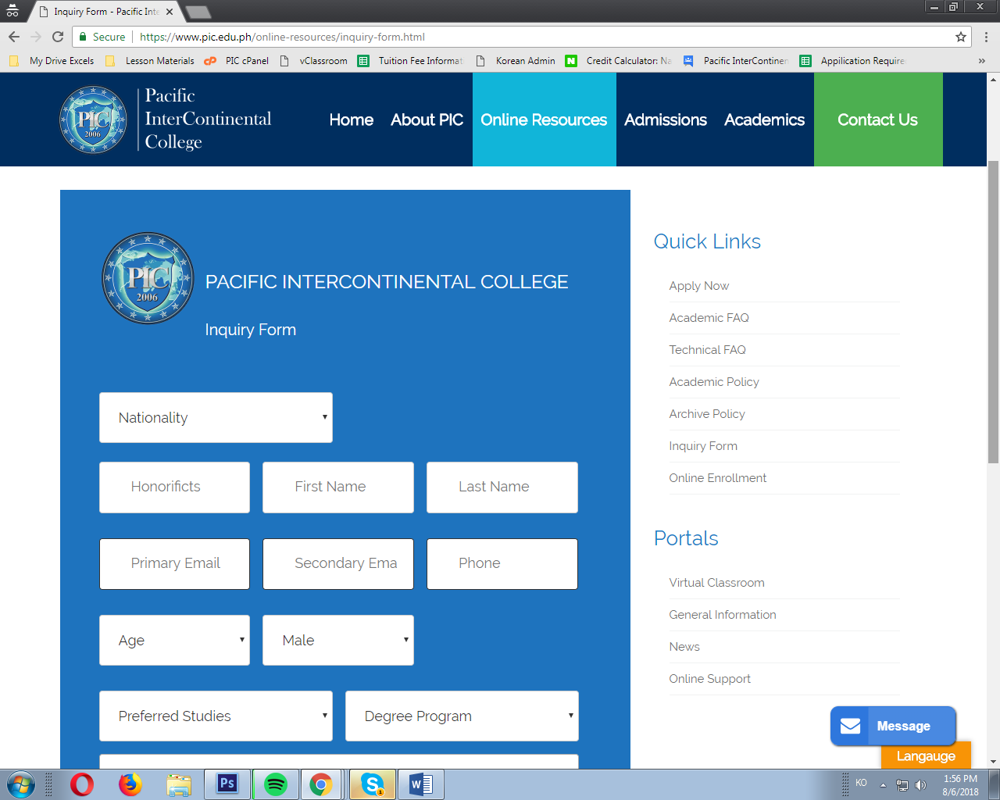 Inquiry Form - Pacific Inte
Secure
https://www.pic.edu.ph/online-resources/inquiry-form.html
My Drive Excels
Lesson Materials
PIC cPanel
vClassroom
Tuition Fee Informat
Korean Admin
Credit Calculator: Na
Pacific InterContinen
Appilication Require
PIC
2006
Pacific
InterContinental
College
Home
About PIC
Online Resources
Admissions
Academics
Contact Us
PIC
2006
PACIFIC INTERCONTINENTAL COLLEGE
Inquiry Form
Nationality
Honorificts
First Name
Last Name
Primary Email
Secondary Ema
Phone
Age
Male
Preferred Studies
Degree Program
Quick Links
Apply Now
Academic FAQ
Technical FAQ
Academic Policy
Archive Policy
Inquiry Form
Online Enrollment
Portals
Virtual Classroom
General Information
News
Online Support
Message
Langauge
Ps
KO
1:56 PM
8/6/2018